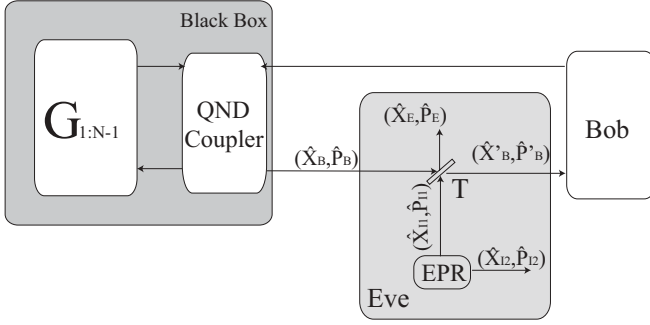 Black Box
G1:N-1
QND
Coupler
Bob
(X̂E,P̂E)
(X̂B,P̂B)
(X̂'B,P̂'B)
(X̂I1,P̂I1)
T
EPR
(X̂I2,P̂I2)
Eve